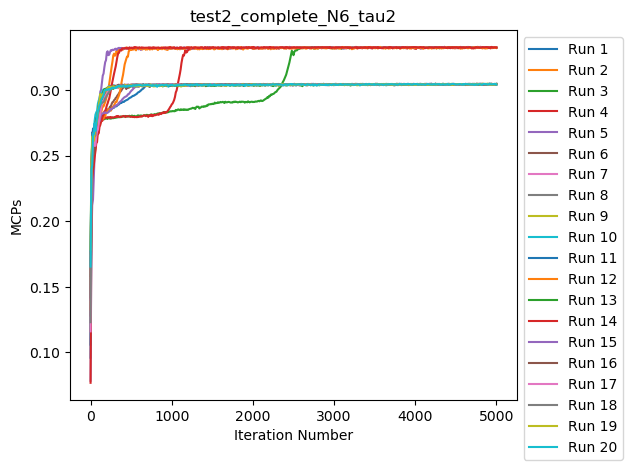 test2_complete_N6_tau2
MCPs
0.30
0.25
0.20
0.15
0.10
0
1000
2000
3000
4000
5000
Iteration Number
Run 1
Run 2
Run 3
Run 4
Run 5
Run 6
Run 7
Run 8
Run 9
Run 10
Run 11
Run 12
Run 13
Run 14
Run 15
Run 16
Run 17
Run 18
Run 19
Run 20